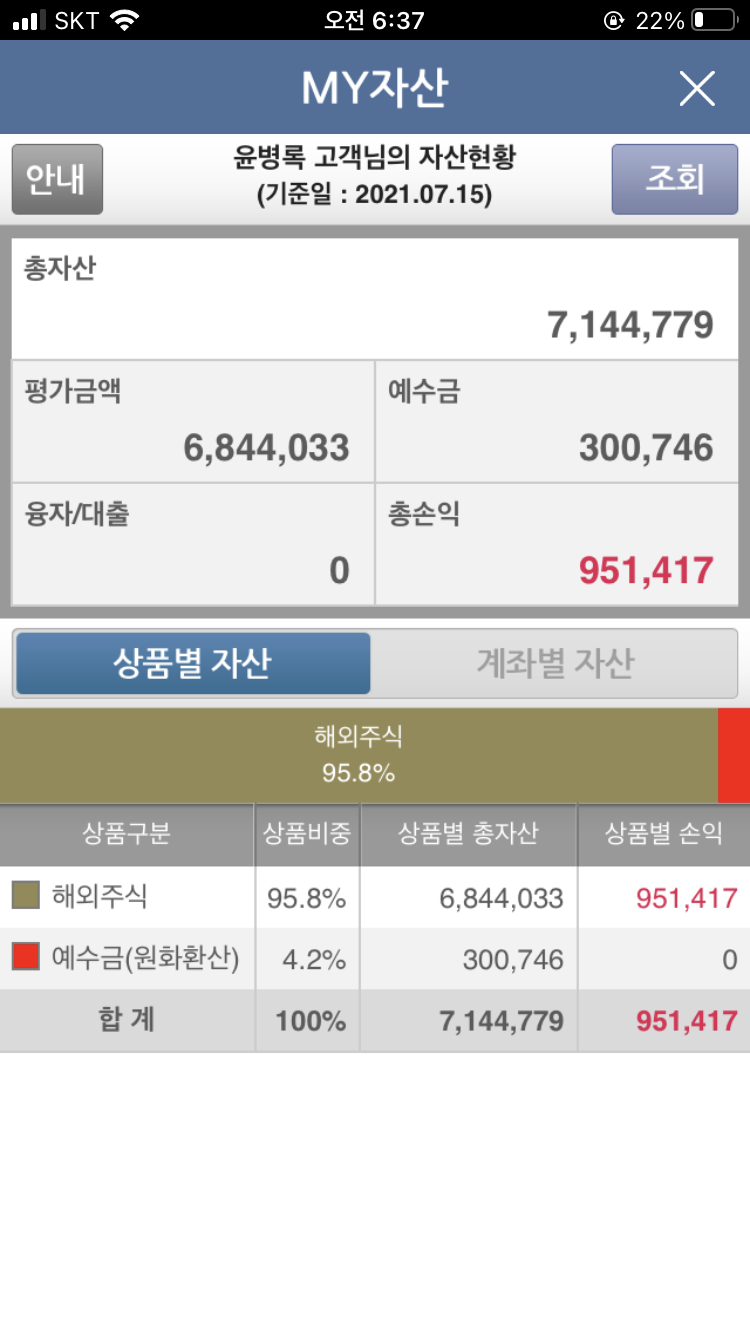 SKT 오전 6:37 22%
MY자산
안내
윤병록 고객님의 자산현황
(기준일 : 2021.07.15)
조회
총자산
7,144,779
평가금액 예수금
6,844,033 300,746
융자/대출 총손익
0 951,417
상품별 자산 계좌별 자산
해외주식
95.8%
상품구분 상품비중 상품별 총자산 상품별 손익
해외주식 95.8% 6,844,033 951,417
예수금(원화환산) 4.2% 300,746 0
합 계 100% 7,144,779 951,417